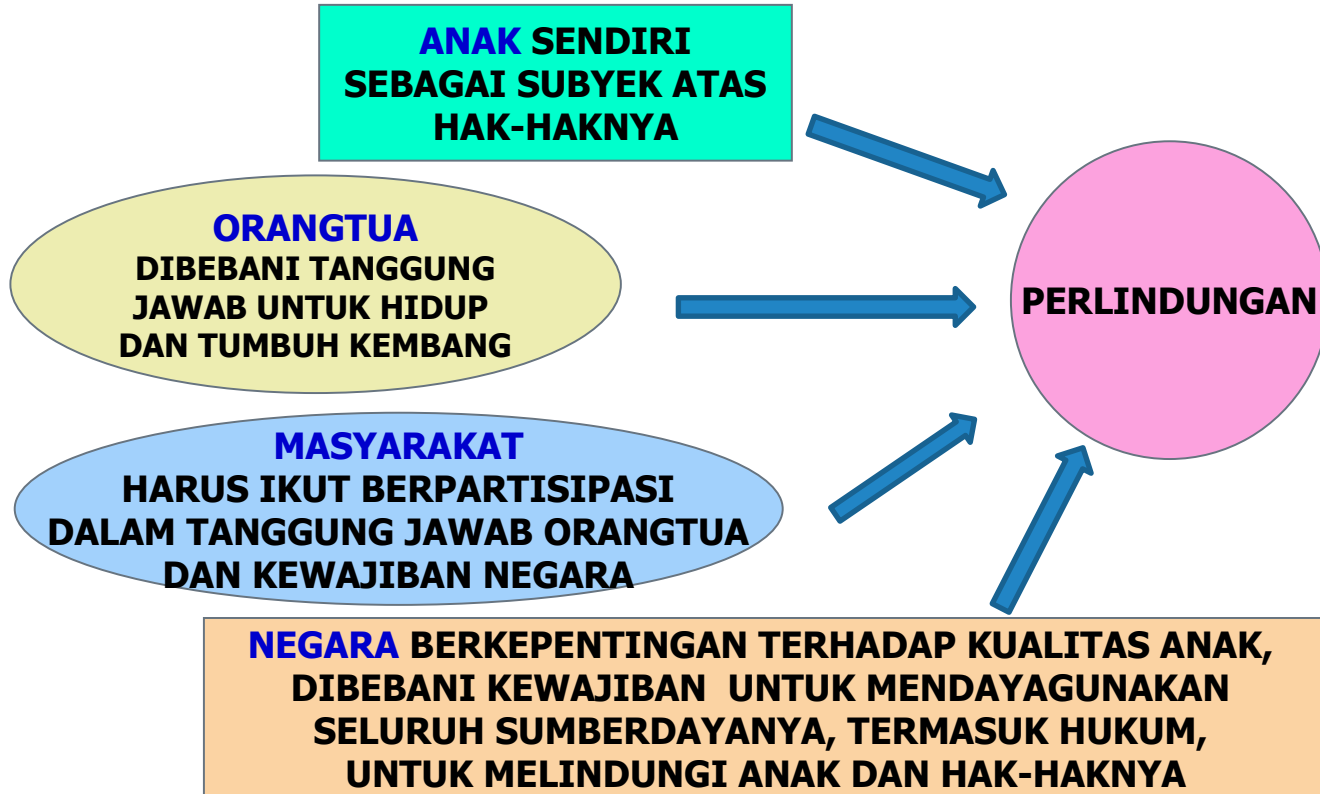 ANAK SENDIRI
SEBAGAI SUBYEK ATAS
HAK-HAKNYA
ORANGTUA
DIBEBANI TANGGUNG
JAWAB UNTUK HIDUP
DAN TUMBUH KEMBANG
PERLINDUNGAN
MASYARAKAT
HARUS IKUT BERPARTISIPASI
DALAM TANGGUNG JAWAB ORANGTUA
DAN KEWAJIBAN NEGARA
NEGARA BERKEPENTINGAN TERHADAP KUALITAS ANAK,
DIBEBANI KEWAJIBAN UNTUK MENDAYAGUNAKAN
SELURUH SUMBERDAYANYA, TERMASUK HUKUM,
UNTUK MELINDUNGI ANAK DAN HAK-HAKNYA